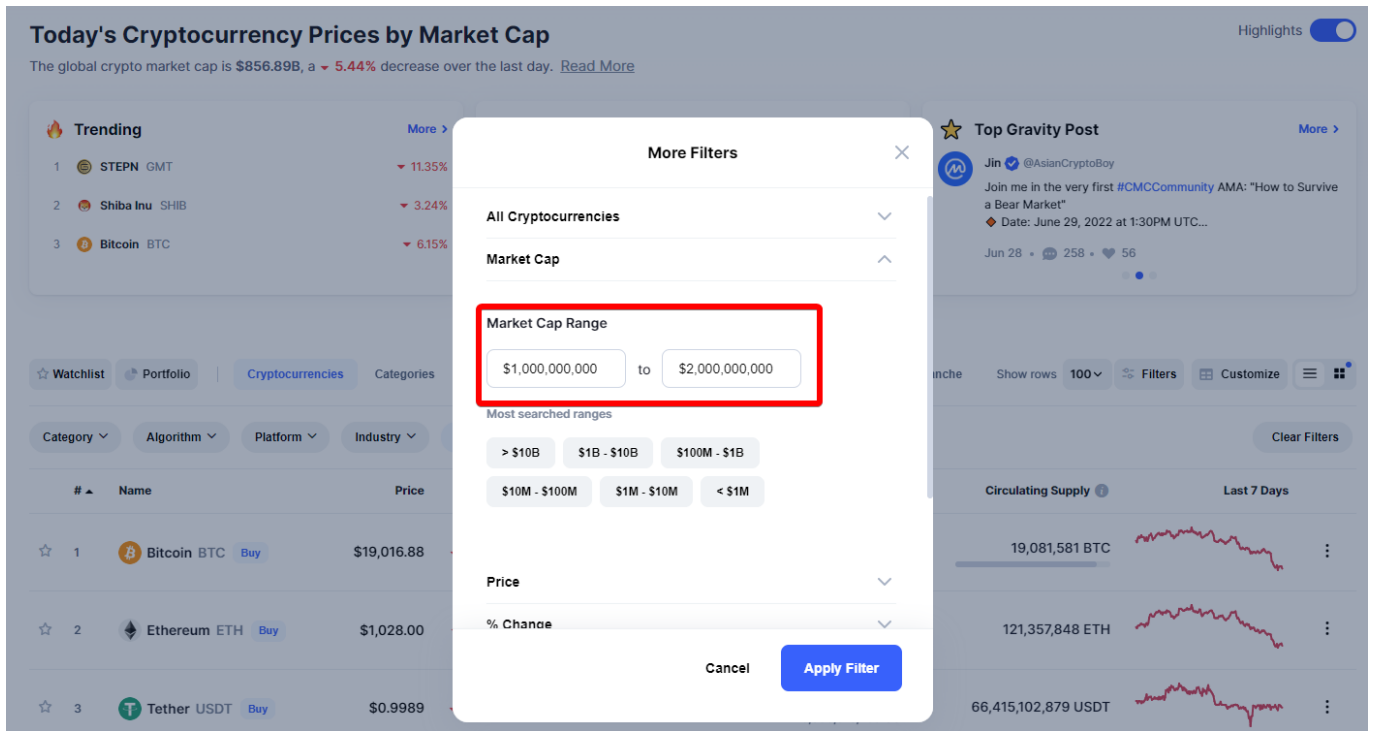 Today's Cryptocurrency Prices by Market Cap
Highlights
The global crypto market cap is $856.89B, a 5.44% decrease over the last day. Read More
Trending
More
1 STEPN GMT 11.35%
2 Shiba Inu SHIB 3.24%
3 Bitcoin BTC 6.15%
Top Gravity Post
More
Jin @AsianCryptoBoy
Join me in the very first #CMCCommunity AMA: "How to Survive
a Bear Market"
Date: June 29, 2022 at 1:30PM UTC...
Jun 28 • 258 • 56
More Filters
All Cryptocurrencies
Market Cap
Market Cap Range
$1,000,000,000 to $2,000,000,000
Most searched ranges
> $10B $1B - $10B $100M - $1B
$10M - $100M $1M - $10M < $1M
Price
% Change
Cancel Apply Filter
Watchlist Portfolio Cryptocurrencies Categories
Show rows 100 Filters Customize
Category Algorithm Platform Industry
Clear Filters
# Name Price Circulating Supply Last 7 Days
1 Bitcoin BTC Buy $19,016.88 19,081,581 BTC
2 Ethereum ETH Buy $1,028.00 121,357,848 ETH
3 Tether USDT Buy $0.9989 66,415,102,879 USDT